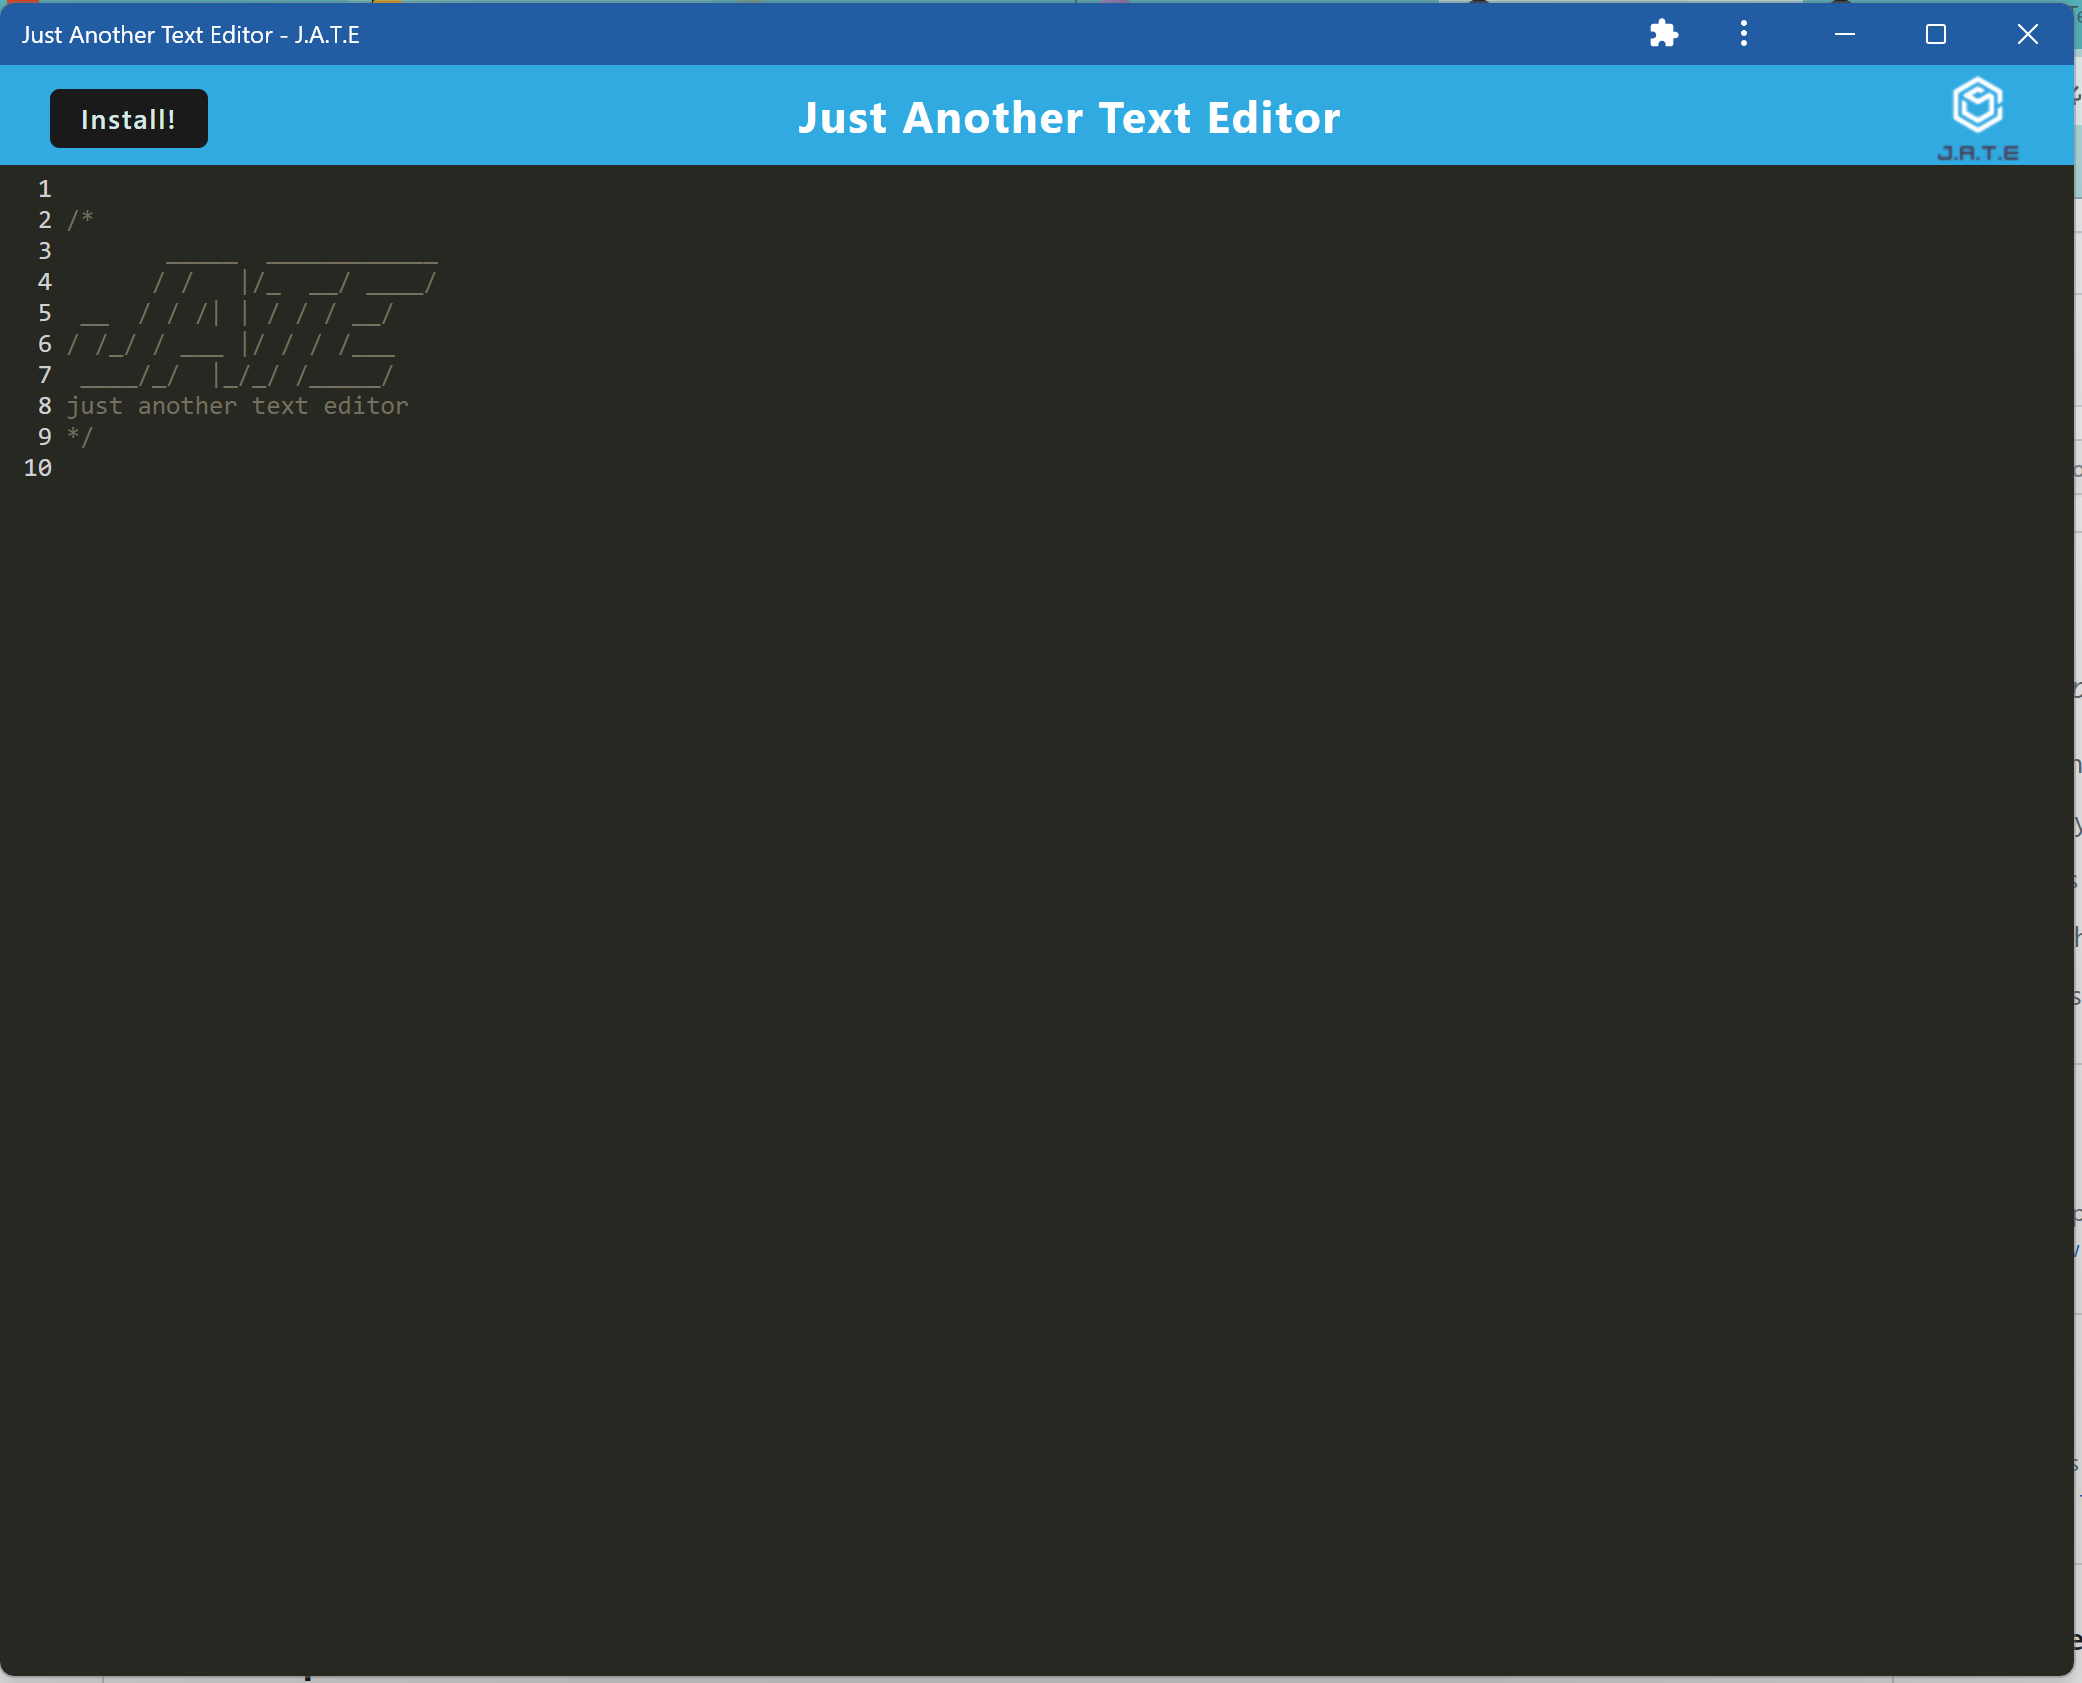 Just Another Text Editor - J.A.T.E
Install!
Just Another Text Editor
J.A.T.E
1
2 /*
3        _____  ____________
4       / /   |/_  __/ ____/
5  __  / / /| | / / / __/
6 / /_/ / ___ |/ / / /___
7  ____/_/  |_/_/ /_____/
8 just another text editor
9 */
10